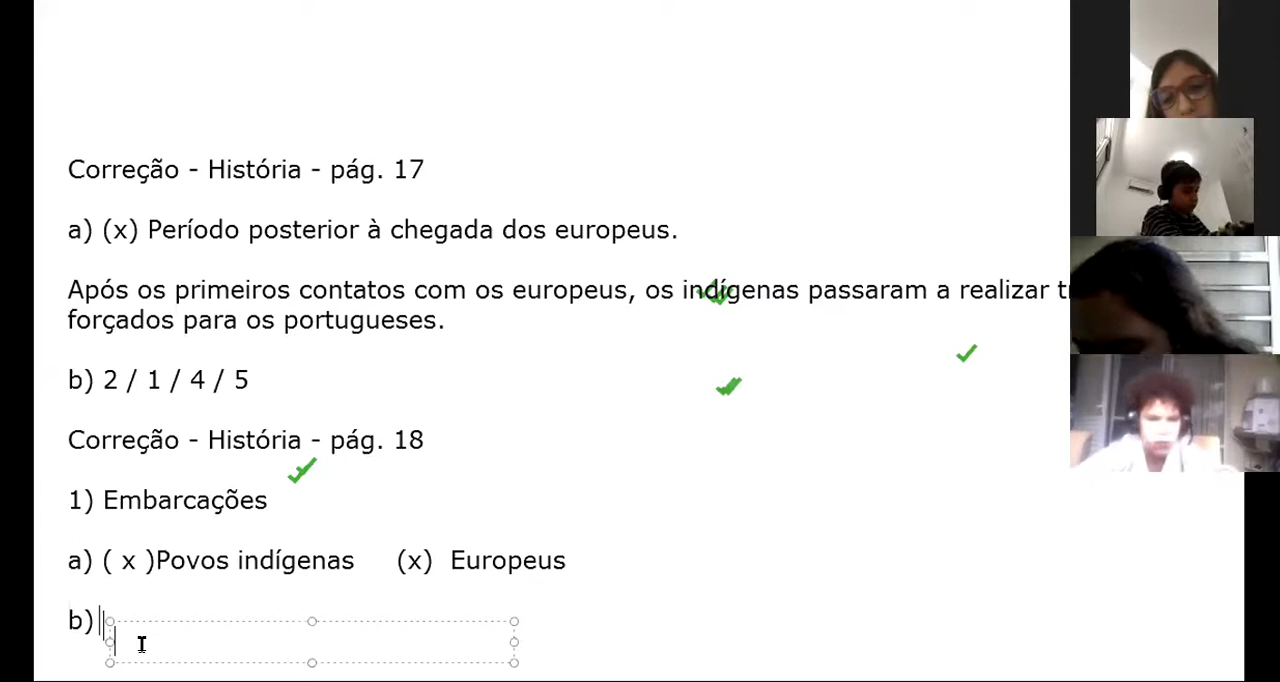 Correção - História - pág. 17
a) (x) Período posterior à chegada dos europeus.
Após os primeiros contatos com os europeus, os indígenas passaram a realizar
forçados para os portugueses.
b) 2 / 1 / 4 / 5
Correção - História - pág. 18
1) Embarcações
a) ( x )Povos indígenas (x) Europeus
b)